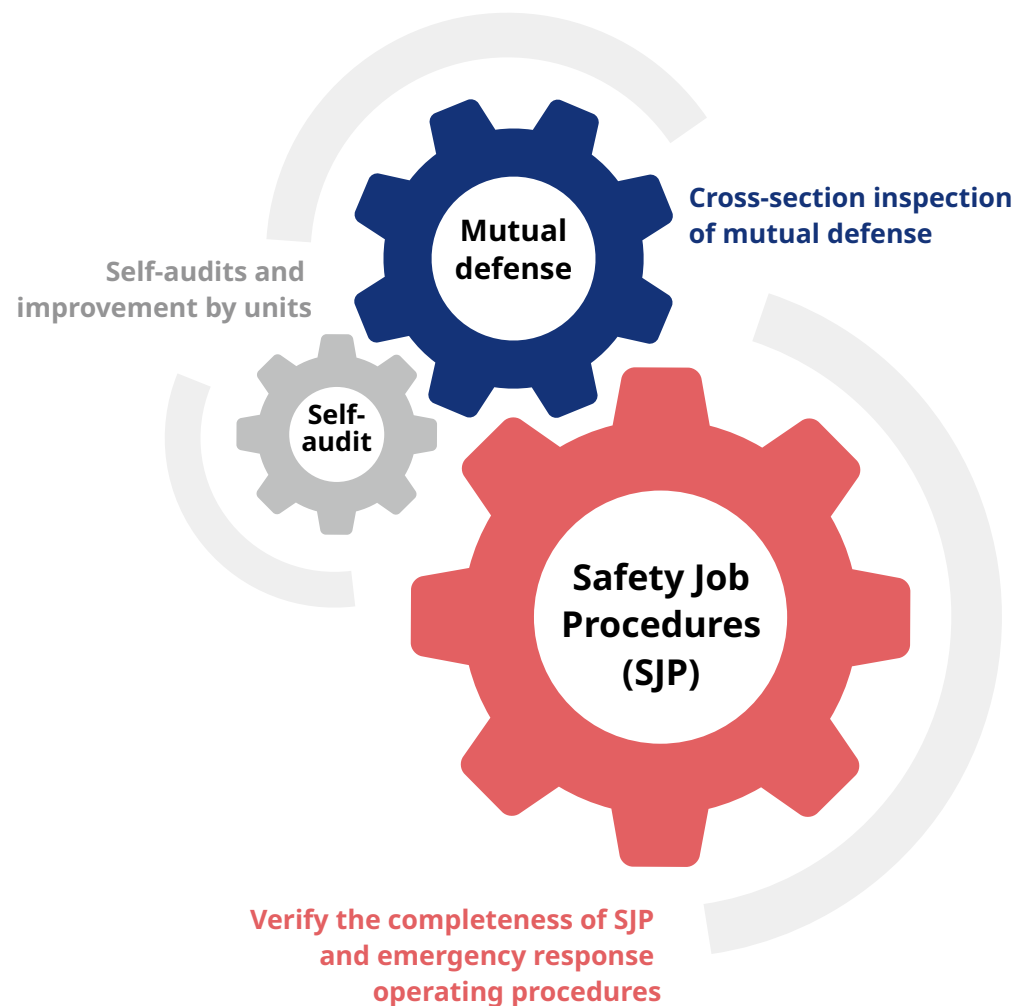 Mutual
defense
Cross-section inspection
of mutual defense
Self-audits and
improvement by units
Self-
audit
Safety Job
Procedures
(SJP)
Verify the completeness of SJP
and emergency response
operating procedures